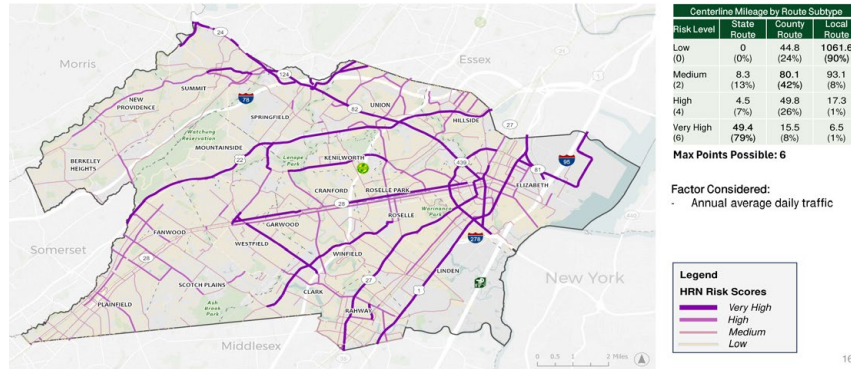 Morris
Essex
Somerset
Middlesex
New York
24
124
SUMMIT
NEW
PROVIDENCE
78
UNION
82
SPRINGFIELD
HILLSIDE
27
Watchung
Reservation
MOUNTAINSIDE
22
Lenape
Park
KENILWORTH
439
95
81
BERKELEY
HEIGHTS
CRANFORD
ROSELLE PARK
ELIZABETH
28
Warinanco
Park
ROSELLE
GARWOOD
FANWOOD
WESTFIELD
278
WINFIELD
28
LINDEN
SCOTCH PLAINS
27
CLARK
1
PLAINFIELD
Ash
Brook
Park
RAHWAY
0 0.5 1 2 Miles
Centerline Mileage by Route Subtype
Risk Level State Route County Route Local Route
Low (0) 0 (0%) 44.8 (24%) 1061.6 (90%)
Medium (2) 8.3 (13%) 80.1 (42%) 93.1 (8%)
High (4) 4.5 (7%) 49.8 (26%) 17.3 (1%)
Very High (6) 49.4 (79%) 15.5 (8%) 6.5 (1%)
Max Points Possible: 6
Factor Considered:
- Annual average daily traffic
Legend
HRN Risk Scores
Very High
High
Medium
Low
16